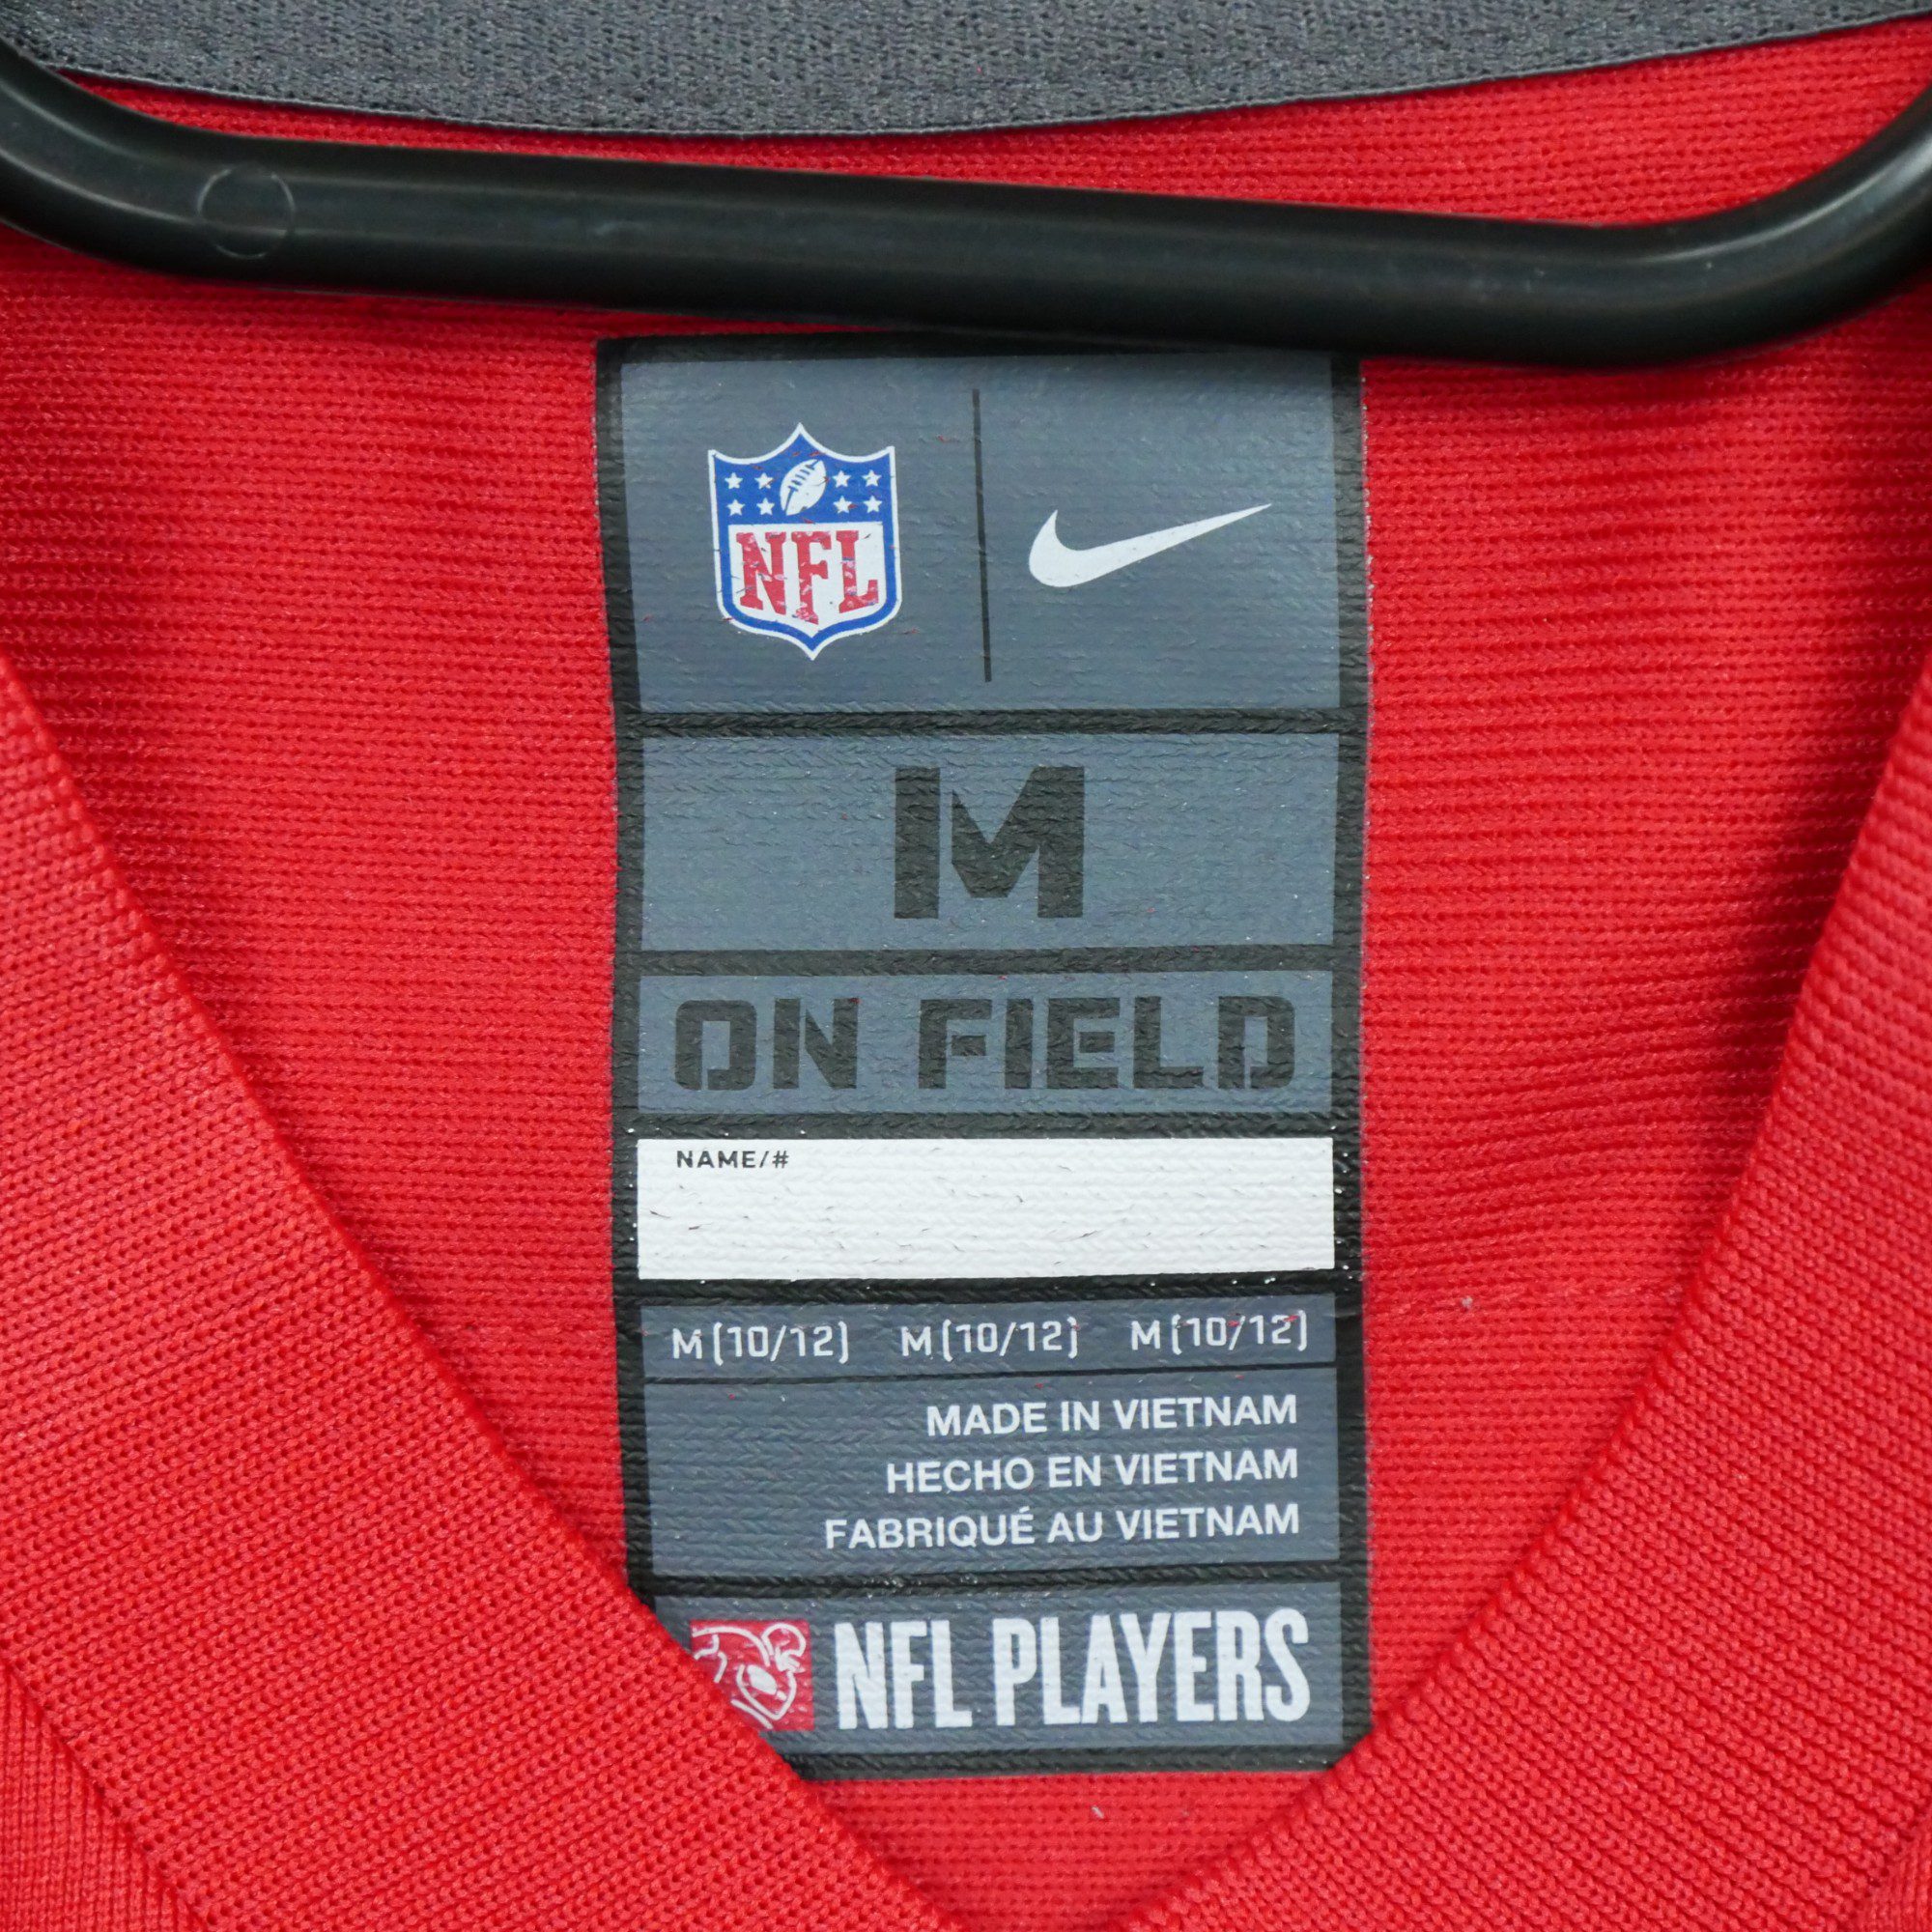 NFL
M
ON FIELD
NAME/#
M(10/12) M(10/12) M(10/12)
MADE IN VIETNAM
HECHO EN VIETNAM
FABRIQUÉ AU VIETNAM
NFL PLAYERS